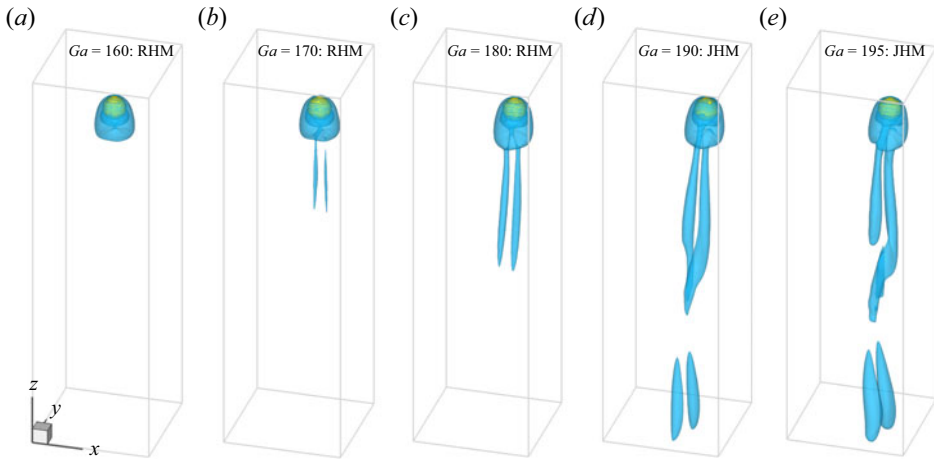 (a) (b) (c) (d) (e)
Ga = 160: RHM Ga = 170: RHM Ga = 180: RHM Ga = 190: JHM Ga = 195: JHM
z
y
x